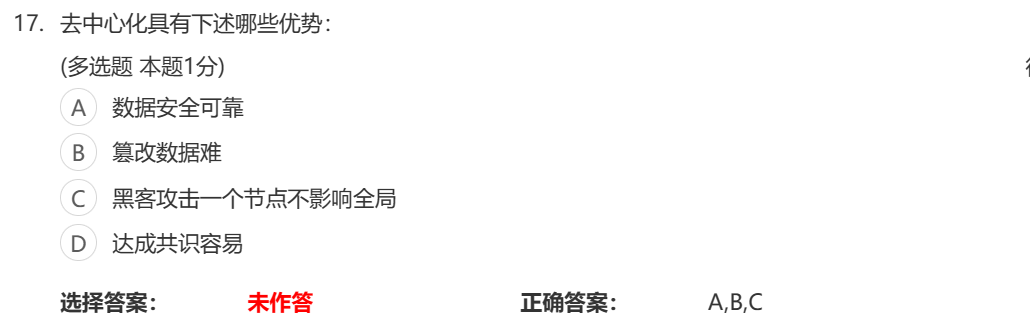 17. 去中心化具有下述哪些优势：
(多选题 本题1分)
A 数据安全可靠
B 篡改数据难
C 黑客攻击一个节点不影响全局
D 达成共识容易
选择答案： 未作答 正确答案： A,B,C